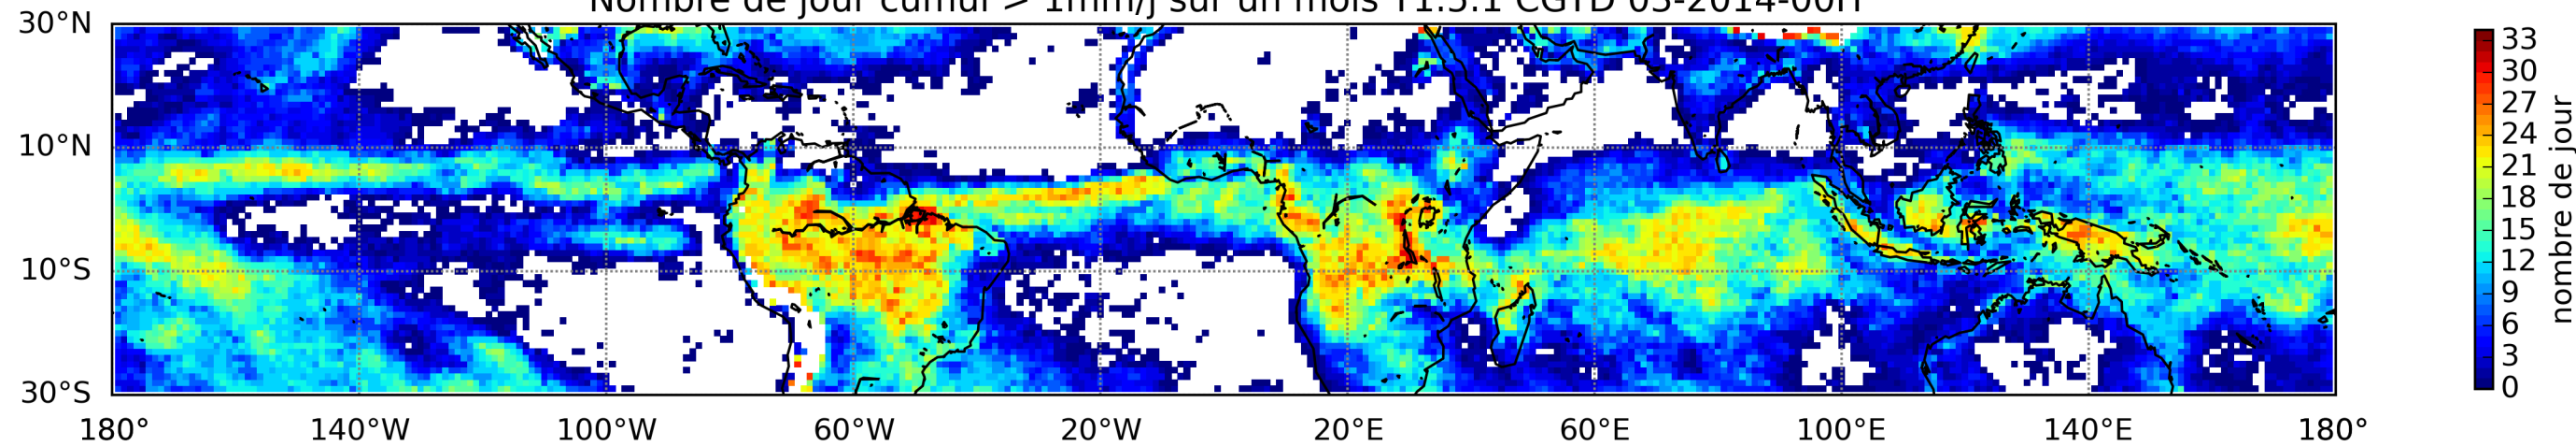 Nombre de jour cumul > 1mm/j sur un mois T1.5.1 CGTD 03-2014-00H
30°N
10°N
10°S
30°S
180° 140°W 100°W 60°W 20°W 20°E 60°E 100°E 140°E 180°
33
30
27
24
21
18
15
12
9
6
3
0
nombre de jour